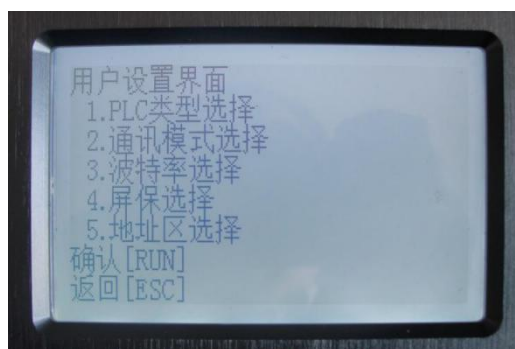 用户设置界面
1.PLC类型选择
2.通讯模式选择
3.波特率选择
4.屏保选择
5.地址区选择
确认[RUN]
返回[ESC]